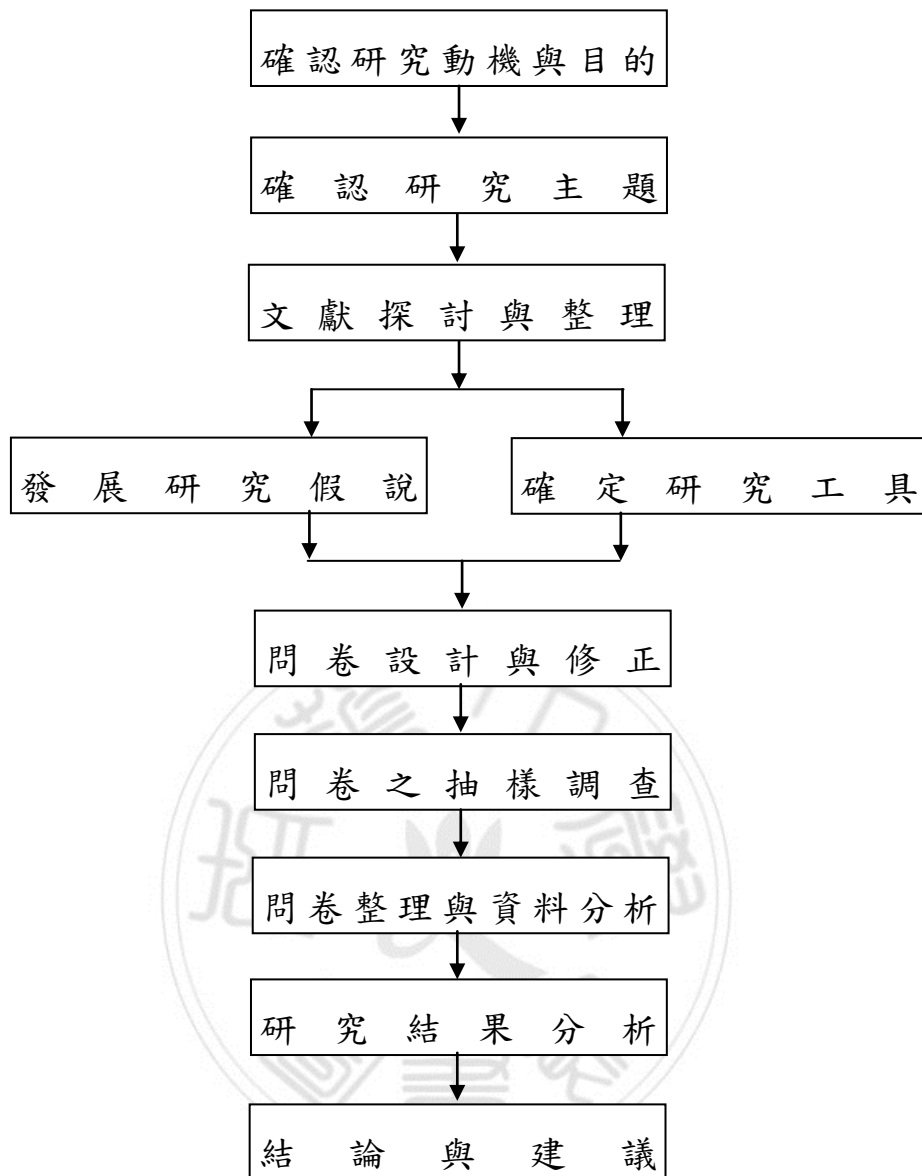 確認研究動機與目的
確認研究主題
文獻探討與整理
發展研究假說
確定研究工具
問卷設計與修正
問卷之抽樣調查
問卷整理與資料分析
研究結果分析
結論與建議